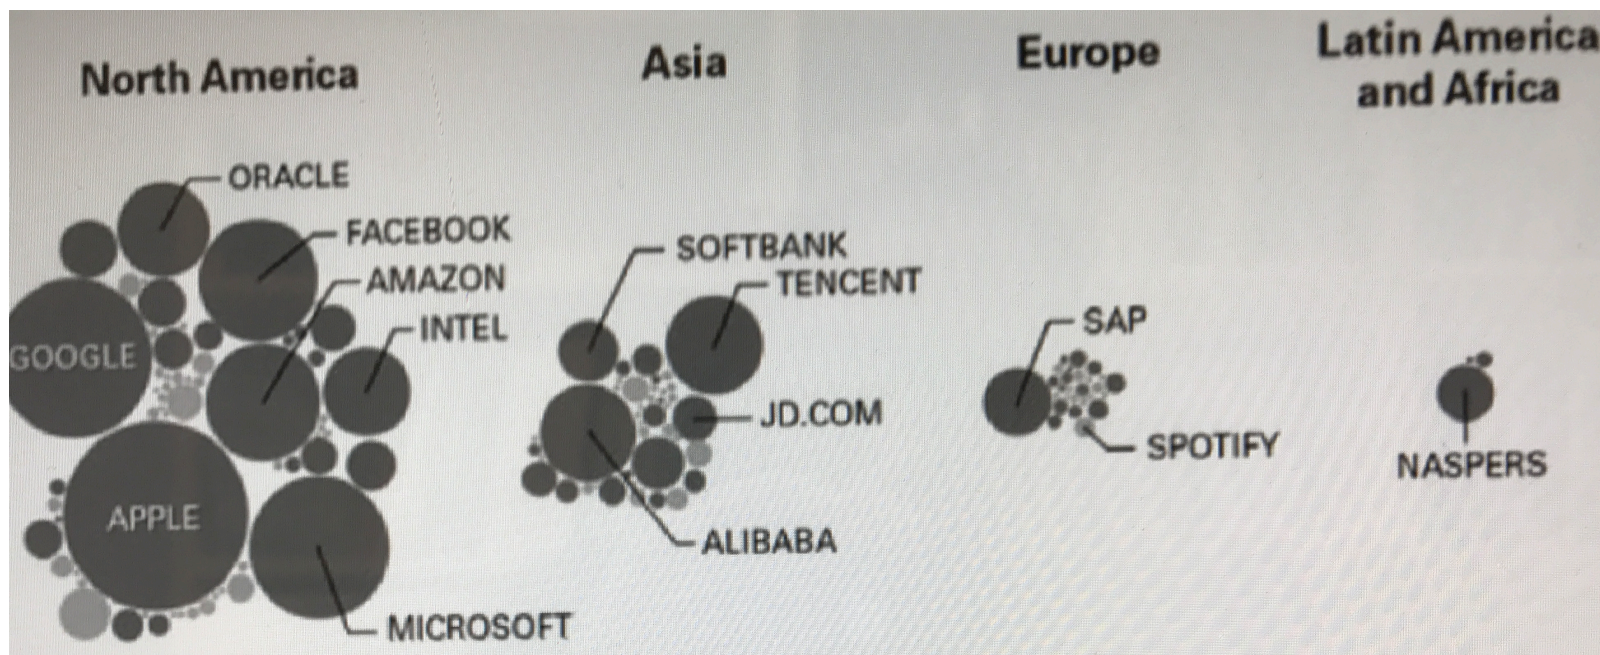 North America
Asia
Europe
Latin America
and Africa
ORACLE
FACEBOOK
AMAZON
INTEL
GOOGLE
APPLE
MICROSOFT
SOFTBANK
TENCENT
JD.COM
ALIBABA
SAP
SPOTIFY
NASPERS